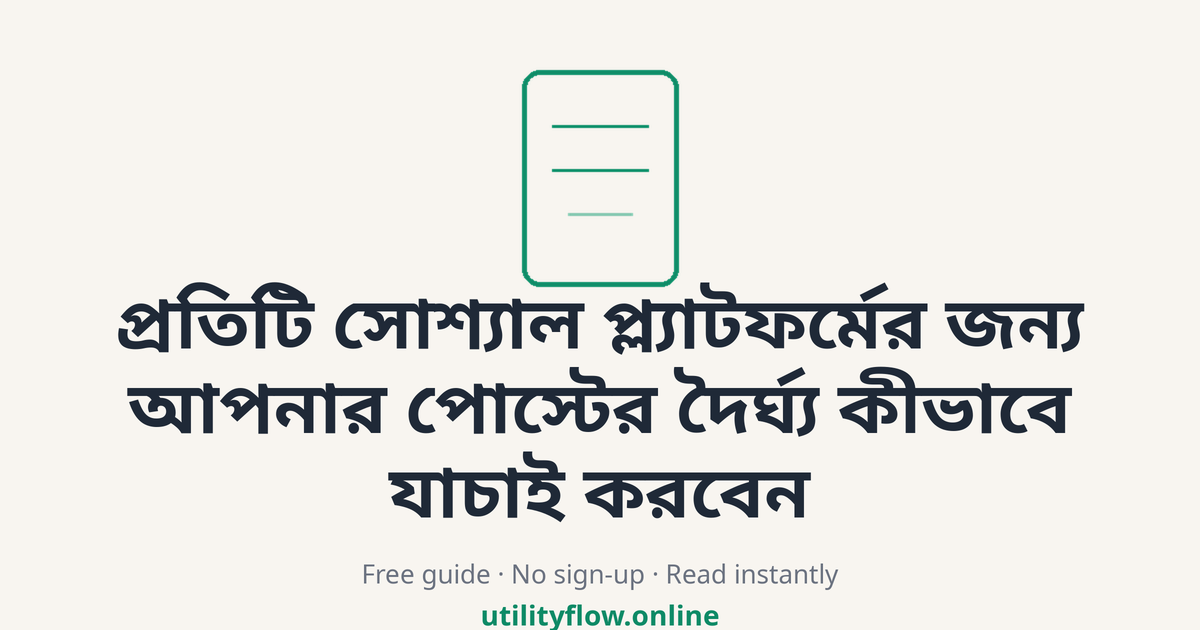 প্রতিটি সোশ্যাল প্ল্যাটফর্মের জন্য
আপনার পোস্টের দৈর্ঘ্য কীভাবে
যাচাই করবেন
Free guide · No sign-up · Read instantly
utilityflow.online